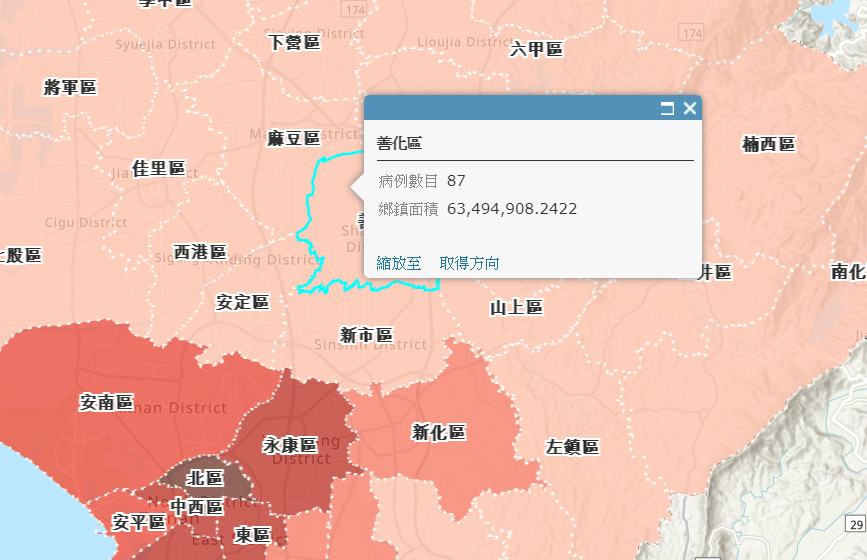 學甲區
174
Syuejia District
下營區
Lioujia District
六甲區
174
將軍區
麻豆區
楠西區
善化區
佳里區
病例數目 87
鄉鎮面積 63,494,908.2422
Cigu District
西港區
縮放至 取得方向
井區
南化
安定區
山上區
新市區
Sinshih District
安南區
Annan District
永康區
District
新化區
左鎮區
北區
中西區
安平區
東區
East
29